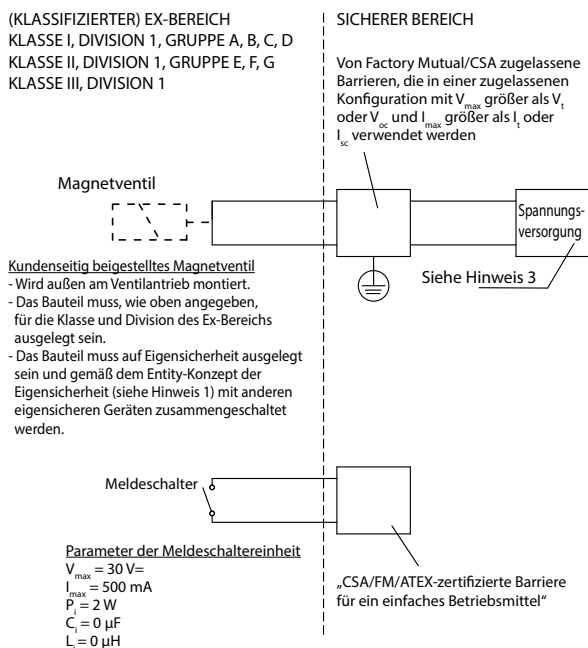 (KLASSIFIZIERTER) EX-BEREICH
KLASSE I, DIVISION 1, GRUPPE A, B, C, D
KLASSE II, DIVISION 1, GRUPPE E, F, G
KLASSE III, DIVISION 1
SICHERER BEREICH
Von Factory Mutual/CSA zugelassene
Barrieren, die in einer zugelassenen
Konfiguration mit Vmax größer als Vt
oder Voc und Imax größer als It oder
Isc verwendet werden
Magnetventil
Spannungs-
versorgung
Siehe Hinweis 3
Kundenseitig beigestelltes Magnetventil
- Wird außen am Ventilantrieb montiert.
- Das Bauteil muss, wie oben angegeben,
für die Klasse und Division des Ex-Bereichs
ausgelegt sein.
- Das Bauteil muss auf Eigensicherheit ausgelegt
sein und gemäß dem Entity-Konzept der
Eigensicherheit (siehe Hinweis 1) mit anderen
eigensicheren Geräten zusammengeschaltet
werden.
Meldeschalter
Parameter der Meldeschaltereinheit
Vmax = 30 V=
Imax = 500 mA
Pi = 2 W
Ci = 0 µF
Li = 0 µH
„CSA/FM/ATEX-zertifizierte Barriere
für ein einfaches Betriebsmittel“